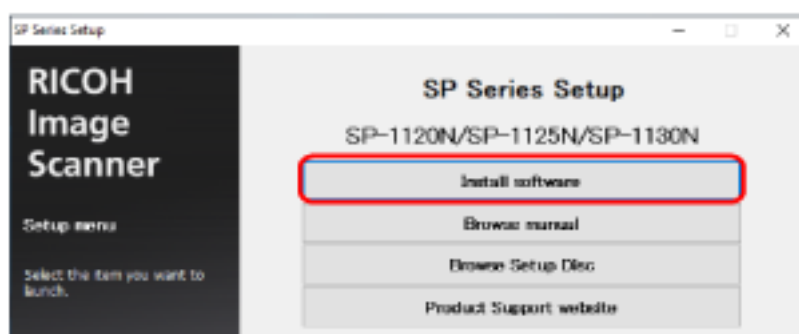 SP Series Setup
RICOH
Image
Scanner
Setup menu
Select the item you want to
launch.
SP Series Setup
SP-1120N/SP-1125N/SP-1130N
Install software
Browse manual
Browse Setup Disc
Product Support website